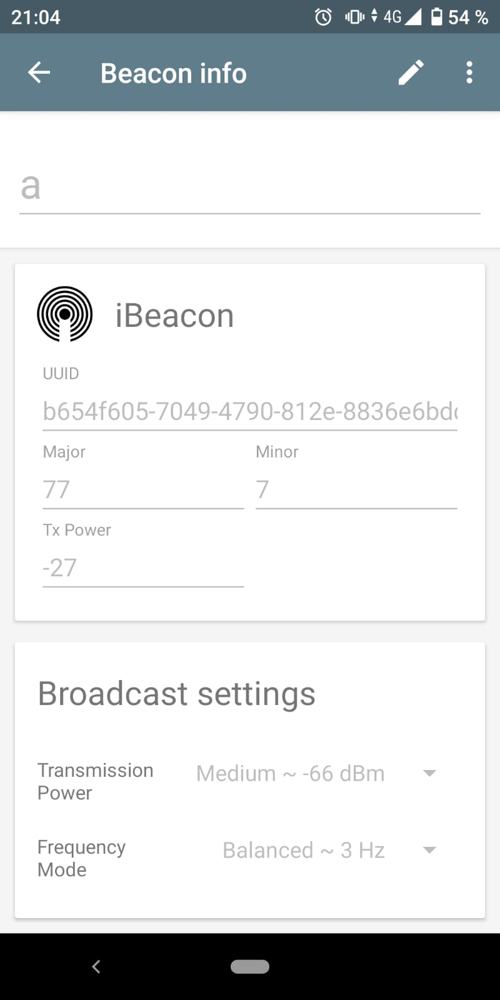 21:04 4G 54 %
Beacon info
a
iBeacon
UUID
b654f605-7049-4790-812e-8836e6bd
Major Minor
77 7
Tx Power
-27
Broadcast settings
Transmission Power Medium ~ -66 dBm
Frequency Mode Balanced ~ 3 Hz